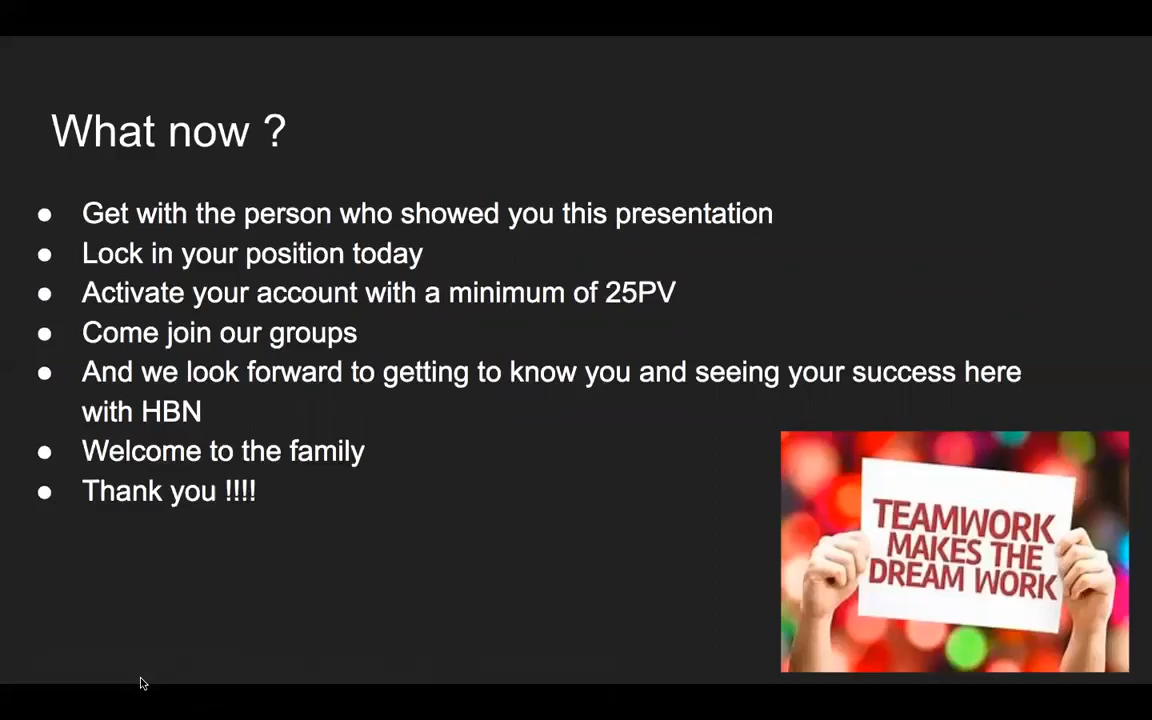 What now ?
● Get with the person who showed you this presentation
● Lock in your position today
● Activate your account with a minimum of 25PV
● Come join our groups
● And we look forward to getting to know you and seeing your success here
with HBN
● Welcome to the family
● Thank you !!!!
TEAMWORK
MAKES THE
DREAM WORK